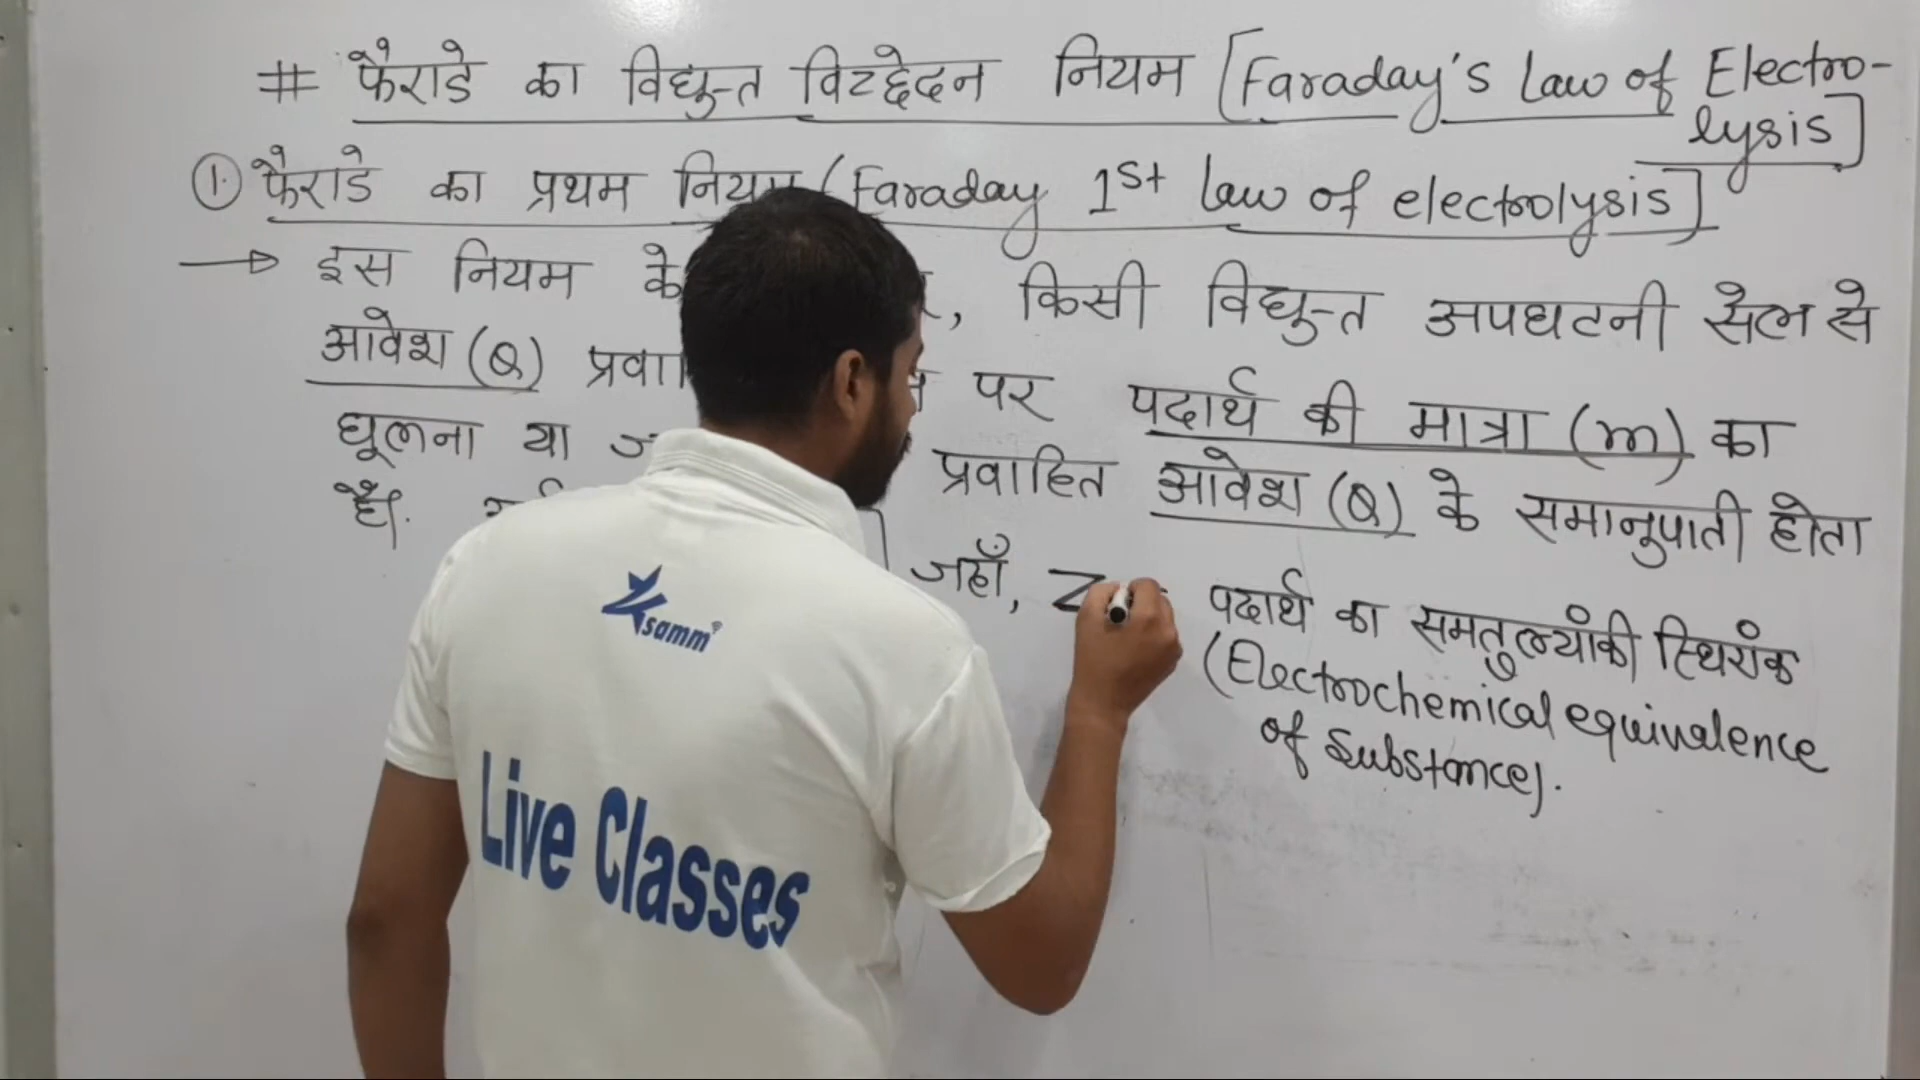 # फैराडे का विद्युत विच्छेदन नियम [Faraday's Law of Electro-
lysis]
1. फैराडे का प्रथम नियम (Faraday 1st law of electrolysis]
→ इस नियम के , किसी विद्युत अपघटनी सेल से
आवेश (Q) पर पदार्थ की मात्रा (m) का
घूलना या प्रवाहित आवेश (Q) के समानुपाती होता
है।
जहाँ, Z पदार्थ का समतुल्यांकी स्थिरांक
(Electrochemical equivalence
of Substance).
samm
Live Classes